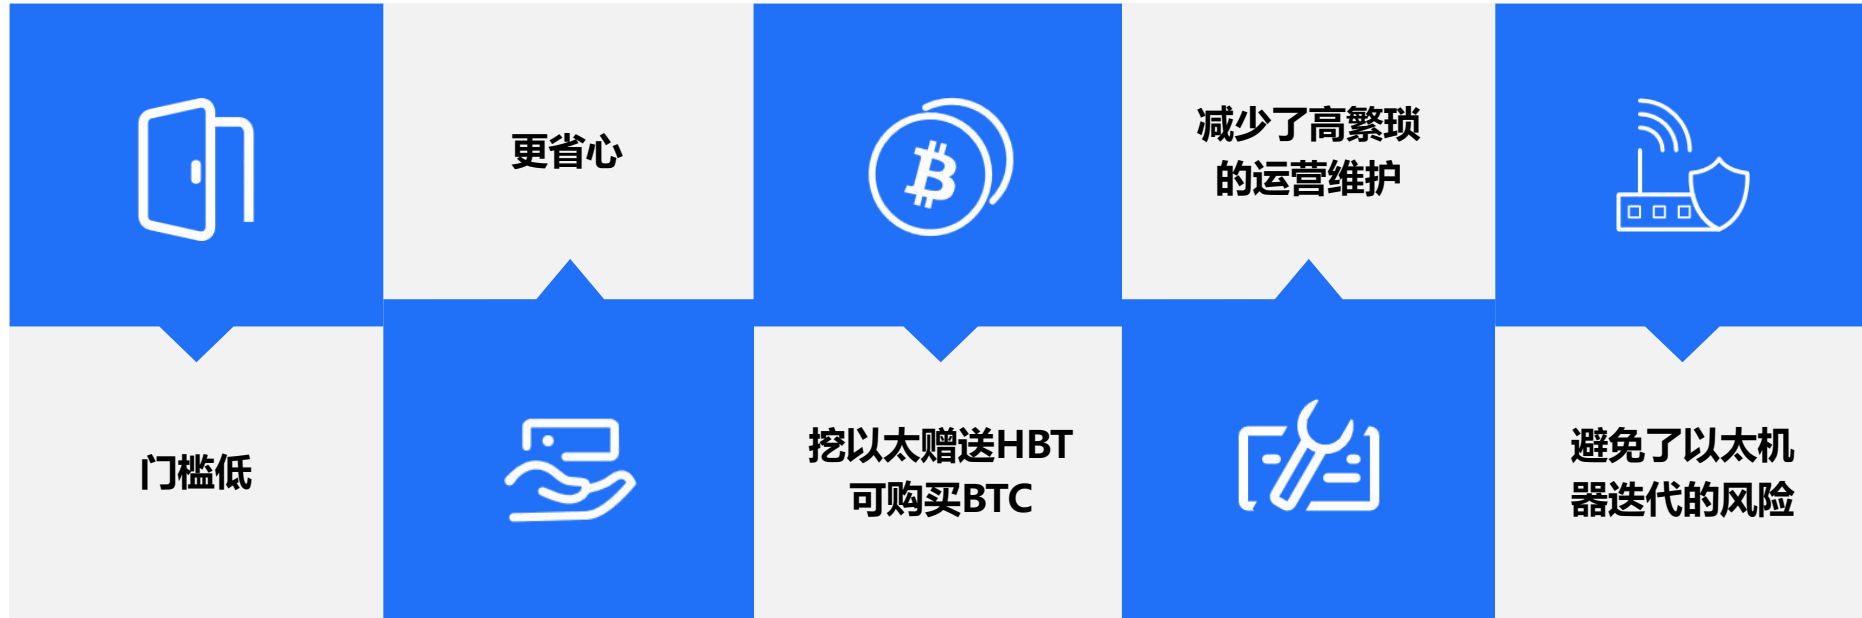 门槛低
更省心
挖以太赠送HBT
可购买BTC
减少了高繁琐
的运营维护
避免了以太机
器迭代的风险